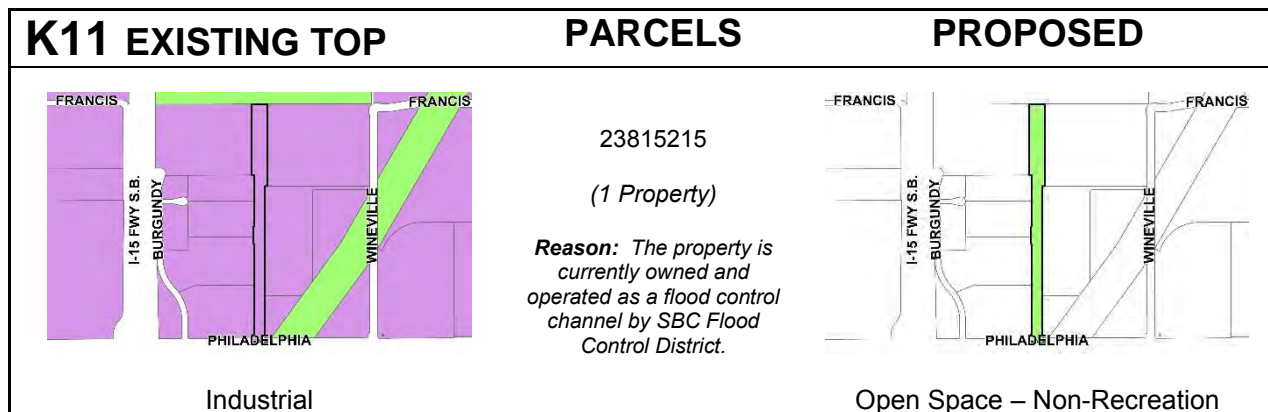 K11 EXISTING TOP
PARCELS
PROPOSED
FRANCIS
FRANCIS
I-15 FWY S.B.
BURGUNDY
WINEVILLE
PHILADELPHIA
Industrial
23815215
(1 Property)
Reason: The property is
currently owned and
operated as a flood control
channel by SBC Flood
Control District.
FRANCIS
FRANCIS
I-15 FWY S.B.
BURGUNDY
WINEVILLE
PHILADELPHIA
Open Space – Non-Recreation